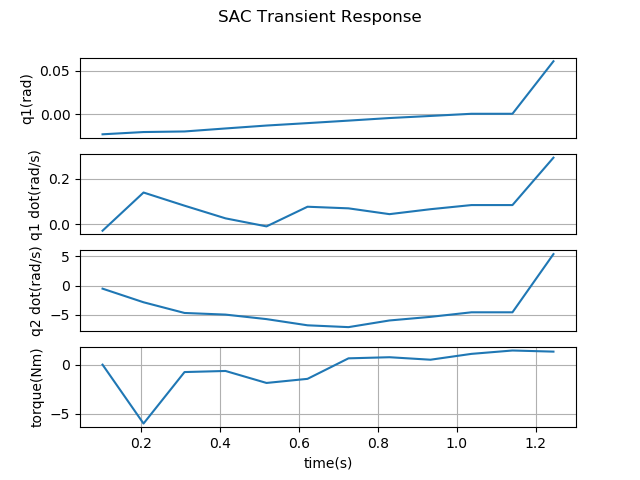 SAC Transient Response
q1(rad)
0.05
0.00
q1 dot(rad/s)
0.2
0.0
q2 dot(rad/s)
5
0
−5
torque(Nm)
0
−5
0.2 0.4 0.6 0.8 1.0 1.2
time(s)